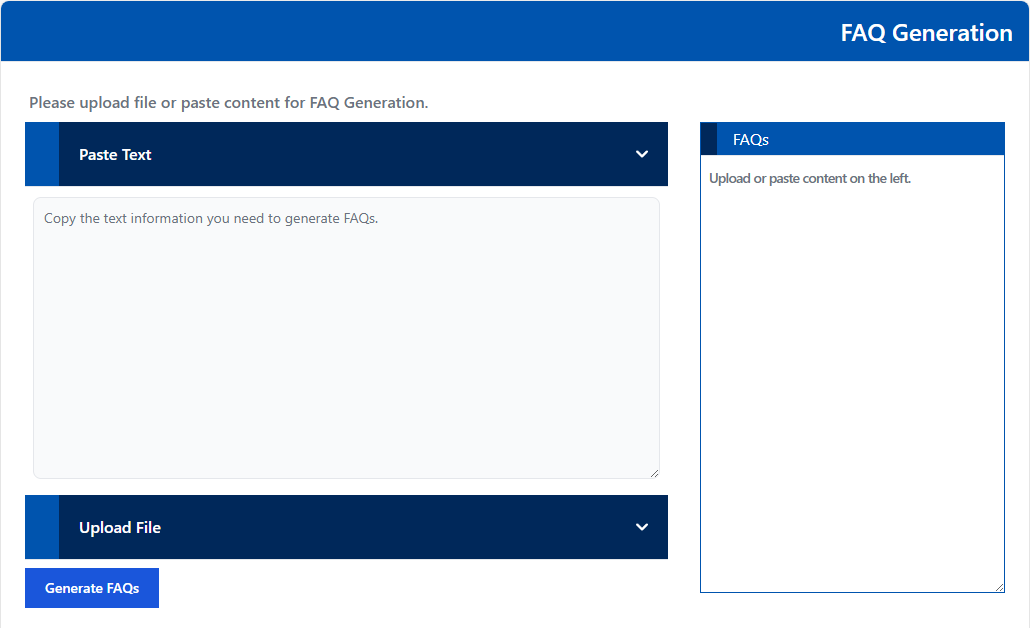 FAQ Generation
Please upload file or paste content for FAQ Generation.
Paste Text
Copy the text information you need to generate FAQs.
Upload File
Generate FAQs
FAQs
Upload or paste content on the left.